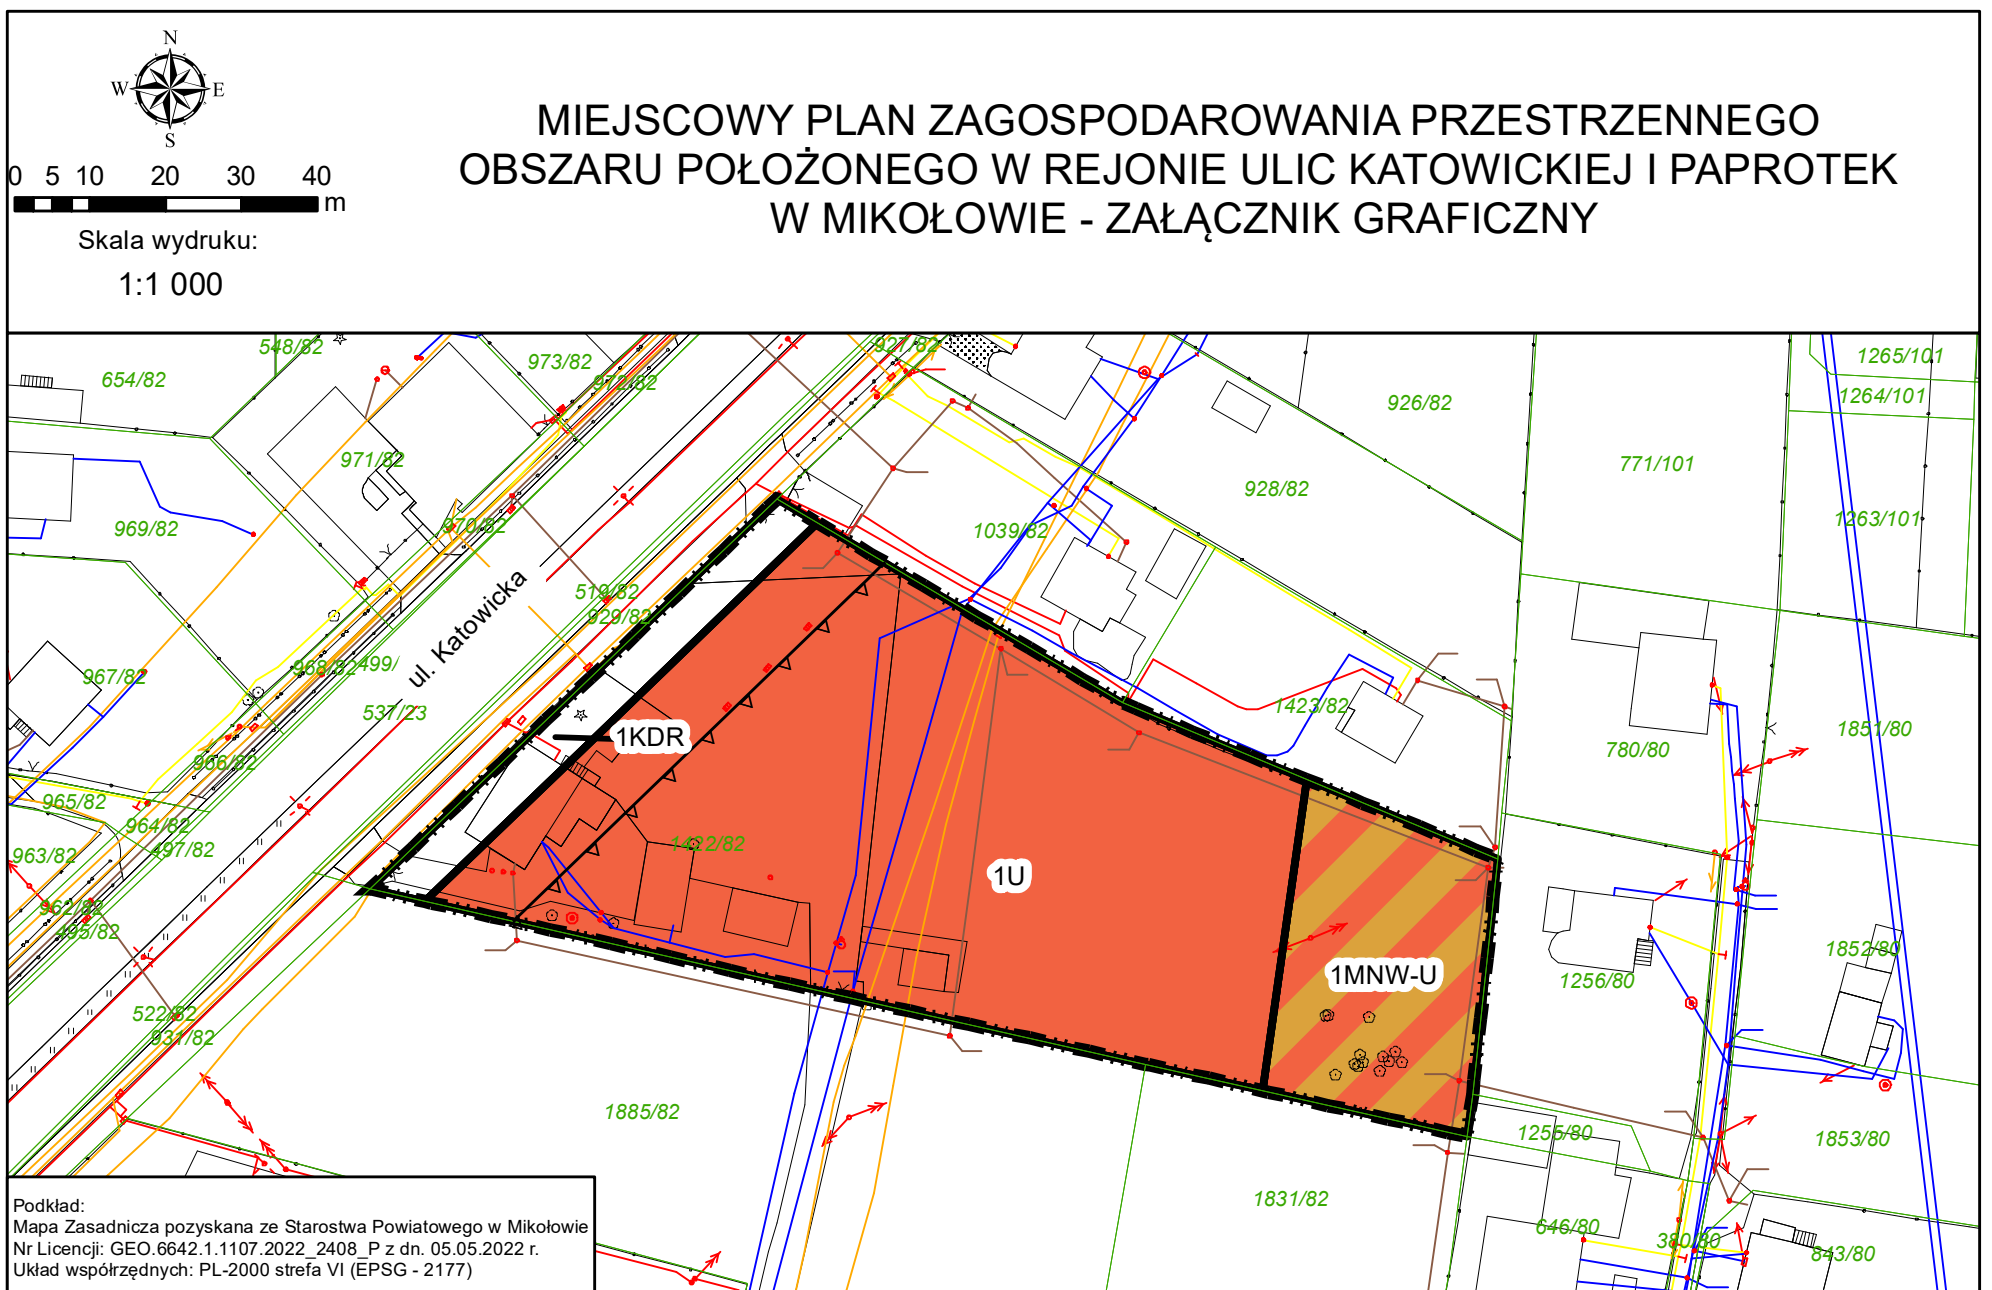 N
W E
S
0 5 10 20 30 40
m
Skala wydruku:
1:1 000
MIEJSCOWY PLAN ZAGOSPODAROWANIA PRZESTRZENNEGO
OBSZARU POŁOŻONEGO W REJONIE ULIC KATOWICKIEJ I PAPROTEK
W MIKOŁOWIE - ZAŁĄCZNIK GRAFICZNY
548/82
973/82
927/82
1265/101
654/82
972/82
1264/101
926/82
971/82
771/101
928/82
969/82
970/82
1039/82
1263/101
ul. Katowicka
519/82
929/82
968/82
499/
967/82
537/23
1423/82
1851/80
1KDR
780/80
966/82
965/82
964/82
497/82
963/82
1422/82
1U
962/82
495/82
1852/80
1MNW-U
1256/80
522/82
931/82
1885/82
1255/80
1853/80
1831/82
646/80
380/80
843/80
Podkład:
Mapa Zasadnicza pozyskana ze Starostwa Powiatowego w Mikołowie
Nr Licencji: GEO.6642.1.1107.2022_2408_P z dn. 05.05.2022 r.
Układ współrzędnych: PL-2000 strefa VI (EPSG - 2177)